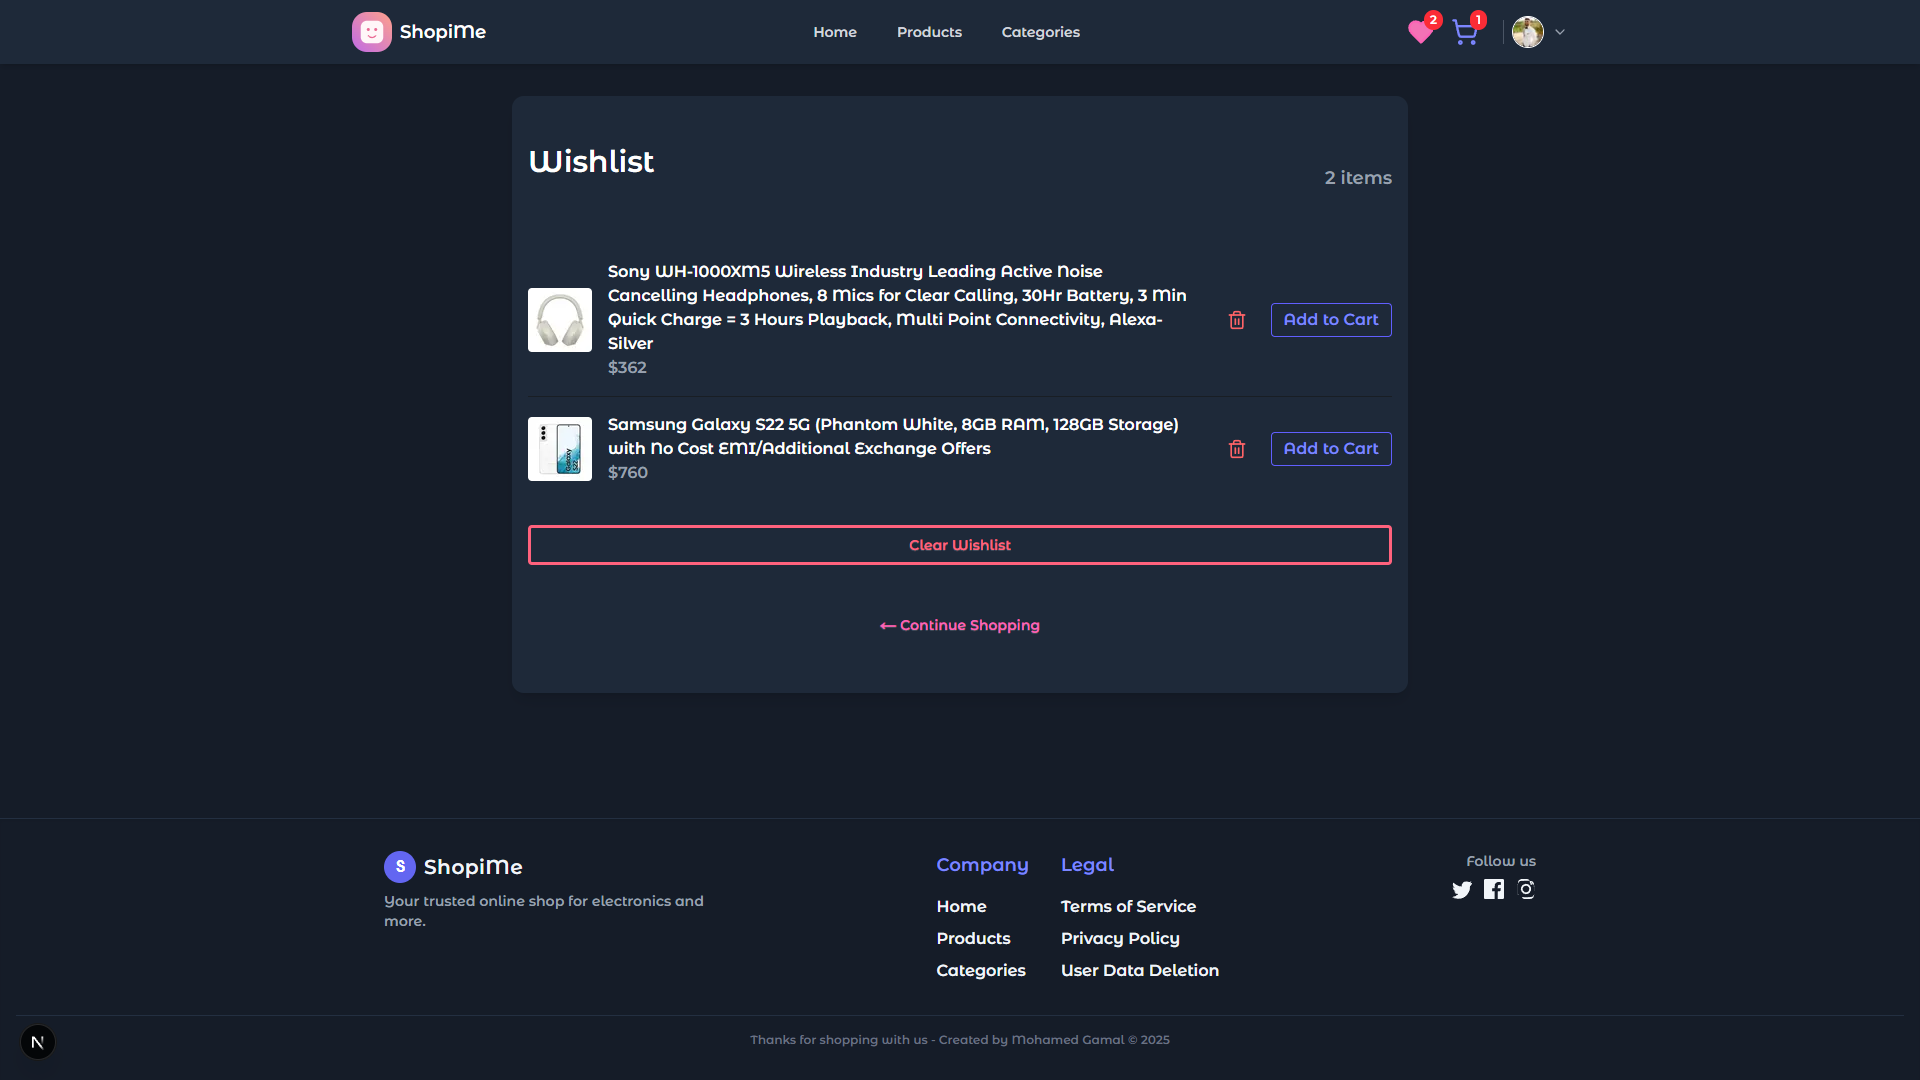 ShopiMe
Home
Products
Categories
2
1
Wishlist
2 items
Sony WH-1000XM5 Wireless Industry Leading Active Noise
Cancelling Headphones, 8 Mics for Clear Calling, 30Hr Battery, 3 Min
Quick Charge = 3 Hours Playback, Multi Point Connectivity, Alexa-
Silver
$362
Add to Cart
Samsung Galaxy S22 5G (Phantom White, 8GB RAM, 128GB Storage)
with No Cost EMI/Additional Exchange Offers
$760
Galaxy
S22
Add to Cart
Clear Wishlist
← Continue Shopping
S
ShopiMe
Your trusted online shop for electronics and
more.
Company
Home
Products
Categories
Legal
Terms of Service
Privacy Policy
User Data Deletion
Follow us
N
Thanks for shopping with us - Created by Mohamed Gamal © 2025